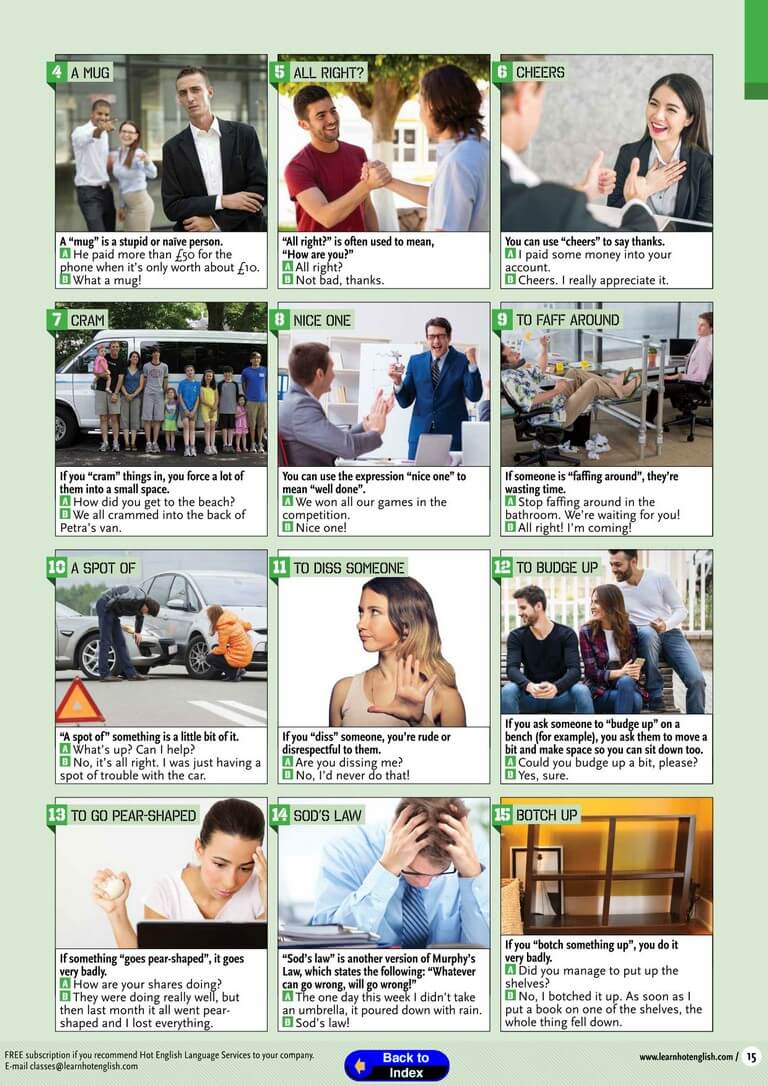 4 A MUG
A “mug” is a stupid or naïve person.
A He paid more than £50 for the
phone when it's only worth about £10.
B What a mug!
5 ALL RIGHT?
“All right?” is often used to mean,
“How are you?”
A All right?
B Not bad, thanks.
6 CHEERS
You can use “cheers” to say thanks.
A I paid some money into your
account.
B Cheers. I really appreciate it.
7 CRAM
If you “cram” things in, you force a lot of
them into a small space.
A How did you get to the beach?
B We all crammed into the back of
Petra's van.
8 NICE ONE
You can use the expression “nice one” to
mean “well done”.
A We won all our games in the
competition.
B Nice one!
9 TO FAFF AROUND
If someone is “faffing around”, they're
wasting time.
A Stop faffing around in the
bathroom. We're waiting for you!
B All right! I'm coming!
10 A SPOT OF
“A spot of” something is a little bit of it.
A What's up? Can I help?
B No, it's all right. I was just having a
spot of trouble with the car.
11 TO DISS SOMEONE
If you “diss” someone, you're rude or
disrespectful to them.
A Are you dissing me?
B No, I'd never do that!
12 TO BUDGE UP
If you ask someone to “budge up” on a
bench (for example), you ask them to move a
bit and make space so you can sit down too.
A Could you budge up a bit, please?
B Yes, sure.
13 TO GO PEAR-SHAPED
If something “goes pear-shaped”, it goes
very badly.
A How are your shares doing?
B They were doing really well, but
then last month it all went pear-
shaped and I lost everything.
14 SOD'S LAW
“Sod's law” is another version of Murphy's
Law, which states the following: “Whatever
can go wrong, will go wrong!”
A The one day this week I didn't take
an umbrella, it poured down with rain.
B Sod's law!
15 BOTCH UP
If you “botch something up”, you do it
very badly.
A Did you manage to put up the
shelves?
B No, I botched it up. As soon as I
put a book on one of the shelves, the
whole thing fell down.
FREE subscription if you recommend Hot English Language Services to your company.
E-mail classes@learnhotenglish.com
Back to
Index
www.learnhotenglish.com / 15